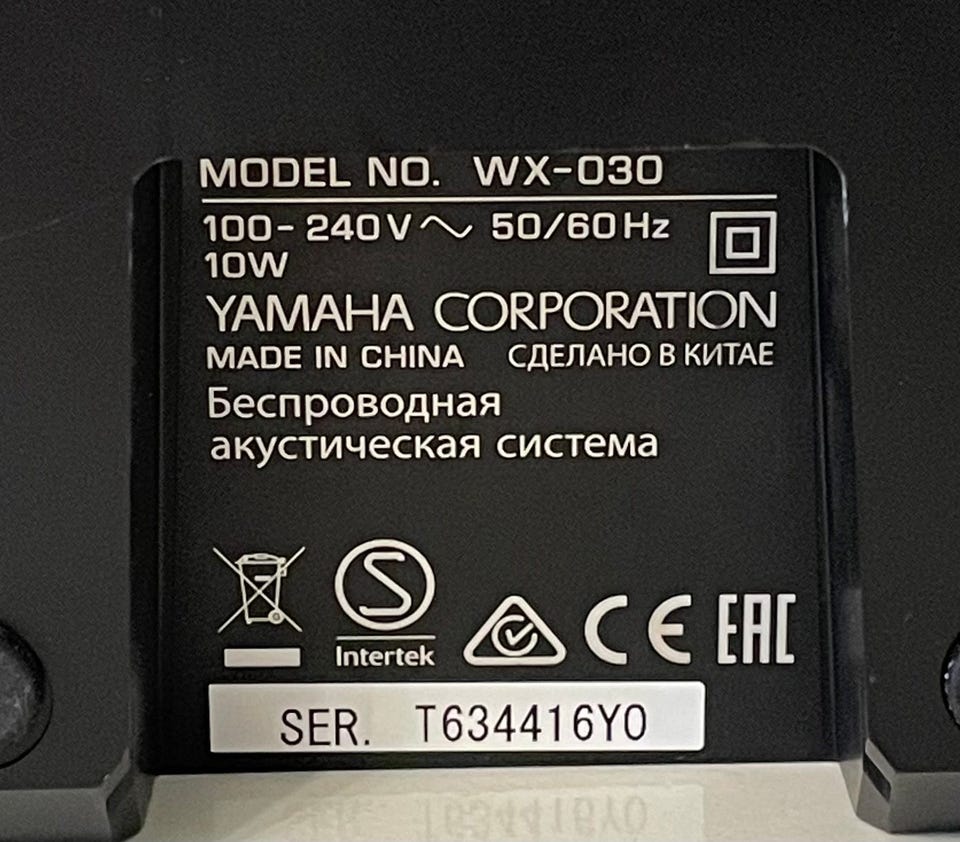 MODEL NO. WX-030
100-240V~ 50/60Hz
10W
YAMAHA CORPORATION
MADE IN CHINA СДЕЛАНО В КИТАЕ
Беспроводная
акустическая система
S
Intertek
CE EAC
SER. T634416Y0